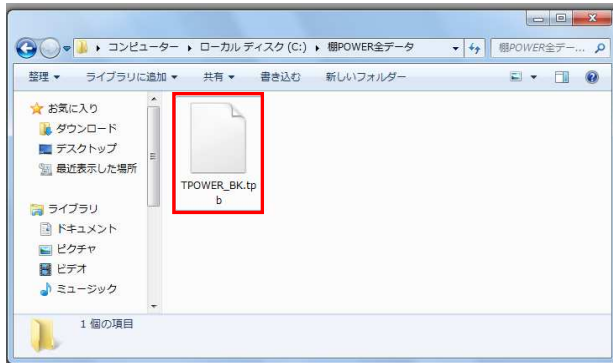 コンピューター ▸ ローカル ディスク (C:) ▸ 棚POWER全データ
棚POWER全デー...
整理 ライブラリに追加 共有 書き込む 新しいフォルダー
お気に入り
ダウンロード
デスクトップ
最近表示した場所
ライブラリ
ドキュメント
ピクチャ
ビデオ
ミュージック
TPOWER_BK.tp
b
1 個の項目